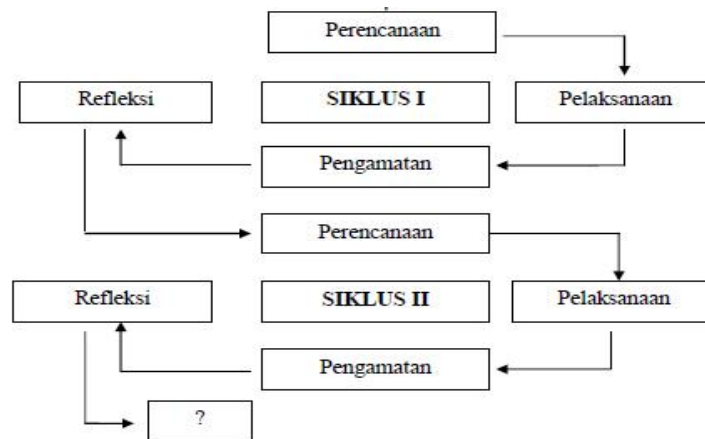 Perencanaan
Refleksi
SIKLUS I
Pelaksanaan
Pengamatan
Perencanaan
Refleksi
SIKLUS II
Pelaksanaan
Pengamatan
?